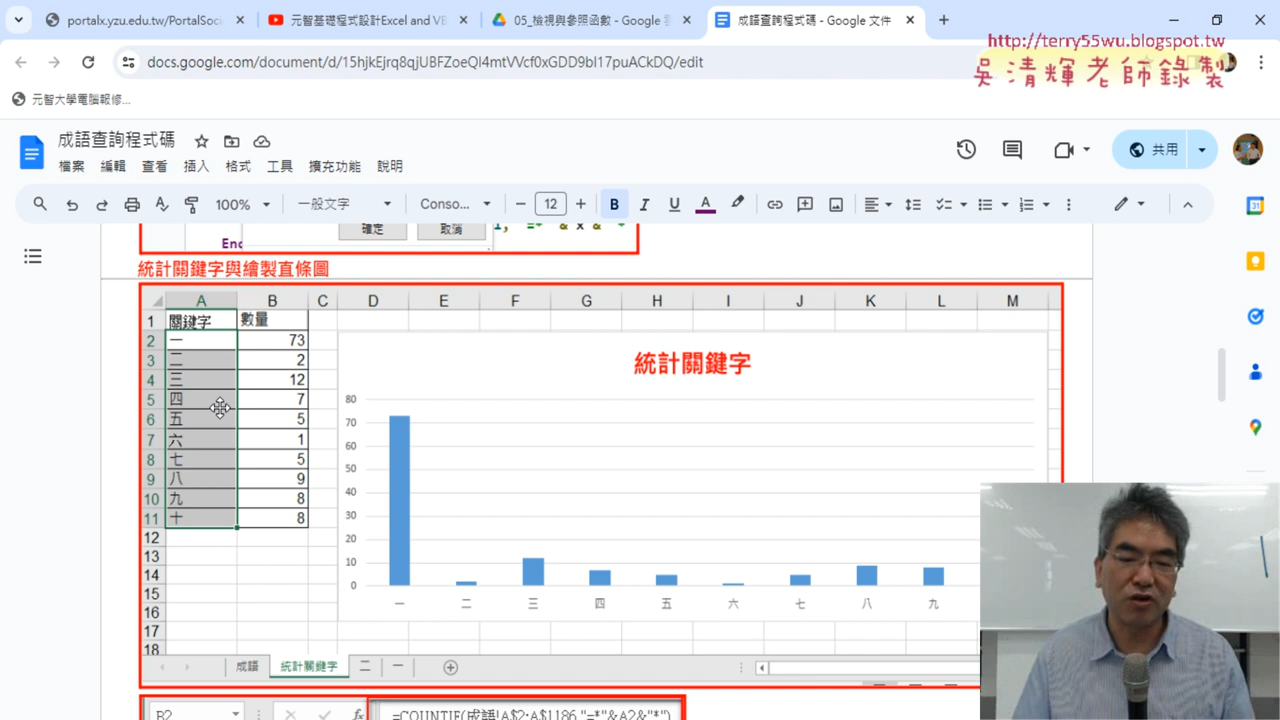 portalx.yzu.edu.tw/PortalSoci
元智基礎程式設計Excel and VE
05_檢視與參照函數 - Google
成語查詢程式碼 - Google 文件
http://terry55wu.blogspot.tw
吳清輝老師錄製
docs.google.com/document/d/15hjkEjrq8qjUBFZoeQl4mtVVcf0xGDD9bI17puACkDQ/edit
元智大學電腦報修...
成語查詢程式碼
檔案 編輯 查看 插入 格式 工具 擴充功能 說明
共用
100% 一般文字 Conso... 12 B I U A
確定 取消
End
統計關鍵字與繪製直條圖
A B C D E F G H I J K L M
1 關鍵字 數量
2 一 73
3 二 2
4 三 12
5 四 7
6 五 5
7 六 1
8 七 5
9 八 9
10 九 8
11 十 8
12
13
14
15
16
17
18
統計關鍵字
80
70
60
50
40
30
20
10
0
一 二 三 四 五 六 七 八 九
成語 統計關鍵字 二 一
B2 fx =COUNTIF(成語!A$2:A$1186,"=*"&A2&"*")